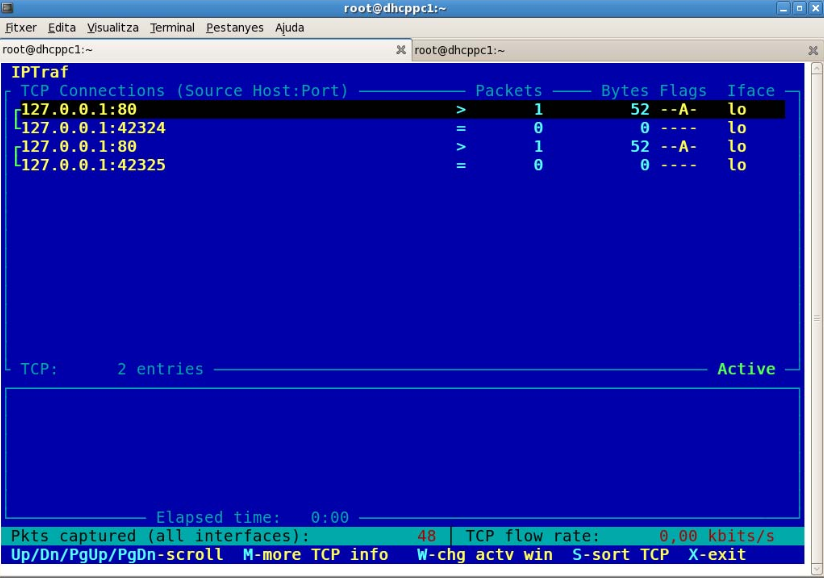 root@dhcppc1:~
Fitxer Edita Visualitza Terminal Pestanyes Ajuda
root@dhcppc1:~ root@dhcppc1:~
IPTraf
TCP Connections (Source Host:Port) Packets Bytes Flags Iface
127.0.0.1:80 > 1 52 --A- lo
127.0.0.1:42324 = 0 0 ---- lo
127.0.0.1:80 > 1 52 --A- lo
127.0.0.1:42325 = 0 0 ---- lo
TCP: 2 entries Active
Elapsed time: 0:00
Pkts captured (all interfaces): 48 TCP flow rate: 0,00 kbits/s
Up/Dn/PgUp/PgDn-scroll M-more TCP info W-chg actv win S-sort TCP X-exit